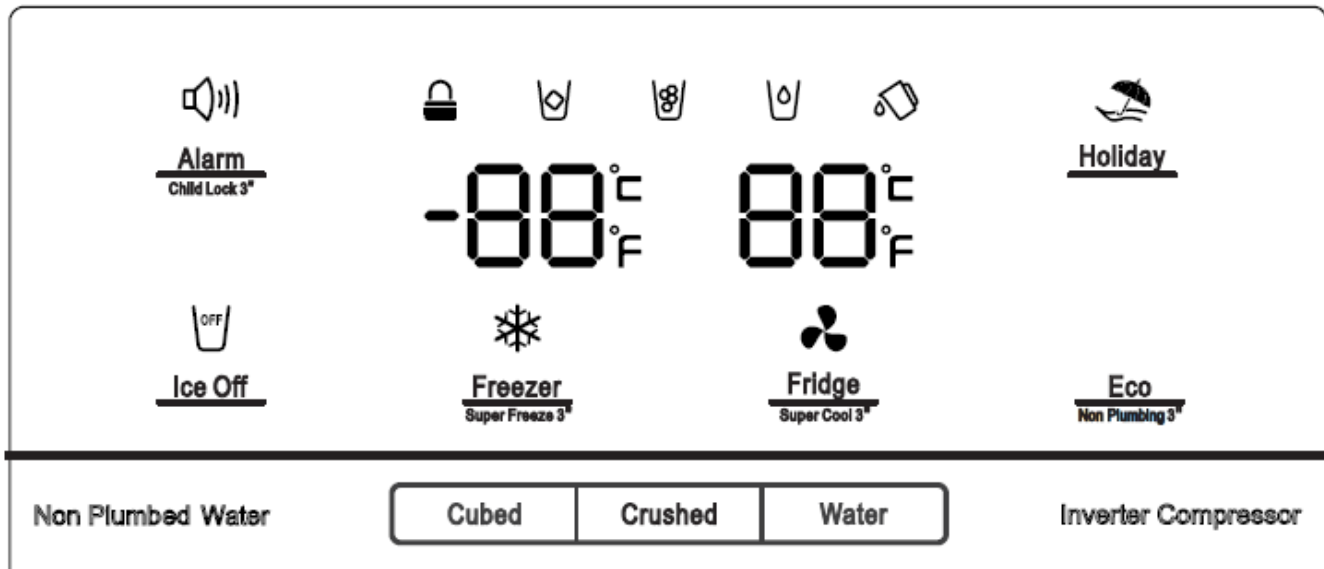 Alarm
Child Lock 3"
-88°C
°F
88°C
°F
Holiday
OFF
Ice Off
Freezer
Super Freeze 3"
Fridge
Super Cool 3"
Eco
Non Plumbing 3"
Non Plumbed Water
Cubed
Crushed
Water
Inverter Compressor